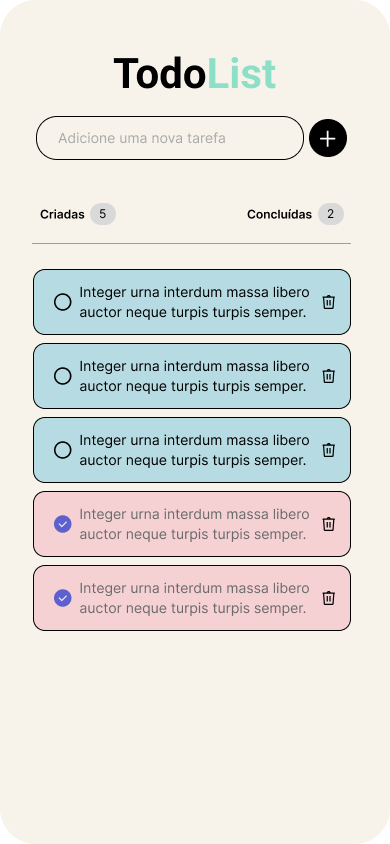 TodoList
Adicione uma nova tarefa
Criadas 5 Concluídas 2
Integer urna interdum massa libero
auctor neque turpis turpis semper.
Integer urna interdum massa libero
auctor neque turpis turpis semper.
Integer urna interdum massa libero
auctor neque turpis turpis semper.
Integer urna interdum massa libero
auctor neque turpis turpis semper.
Integer urna interdum massa libero
auctor neque turpis turpis semper.